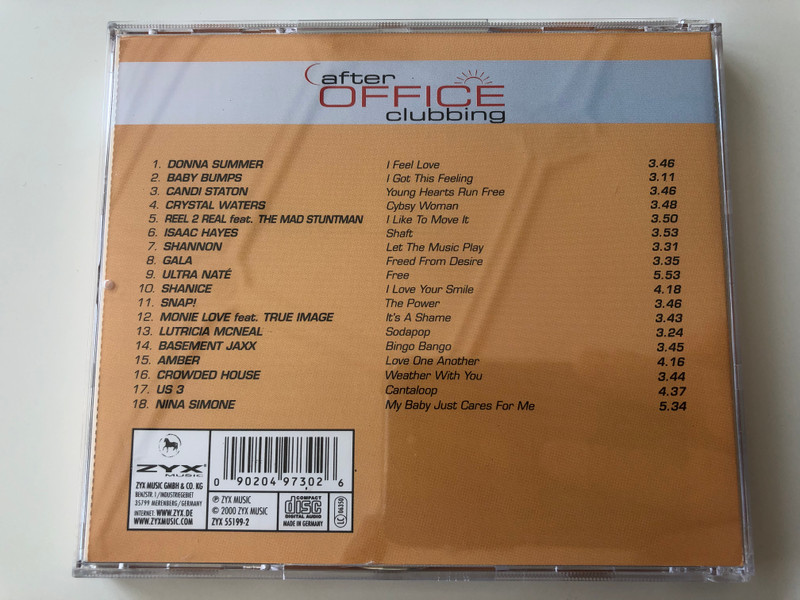 after
OFFICE
clubbing
1. DONNA SUMMER I Feel Love 3.46
2. BABY BUMPS I Got This Feeling 3.11
3. CANDI STATON Young Hearts Run Free 3.46
4. CRYSTAL WATERS Cybsy Woman 3.48
5. REEL 2 REAL feat. THE MAD STUNTMAN I Like To Move It 3.50
6. ISAAC HAYES Shaft 3.53
7. SHANNON Let The Music Play 3.31
8. GALA Freed From Desire 3.35
9. ULTRA NATÉ Free 5.53
10. SHANICE I Love Your Smile 4.18
11. SNAP! The Power 3.46
12. MONIE LOVE feat. TRUE IMAGE It's A Shame 3.43
13. LUTRICIA MCNEAL Sodapop 3.24
14. BASEMENT JAXX Bingo Bango 3.45
15. AMBER Love One Another 4.16
16. CROWDED HOUSE Weather With You 3.44
17. US 3 Cantaloop 4.37
18. NINA SIMONE My Baby Just Cares For Me 5.34
ZYX®
MUSIC
ZYX MUSIC GMBH & CO. KG
BENZSTR. 1/INDUSTRIEGEBIET
35799 MERENBERG/GERMANY
INTERNET: WWW.ZYX.DE
WWW.ZYXMUSIC.COM
0 90204 97302 6
℗ ZYX MUSIC
© 2000 ZYX MUSIC
ZYX 55199-2
COMPACT
disc
DIGITAL AUDIO
MADE IN GERMANY
LC 06350